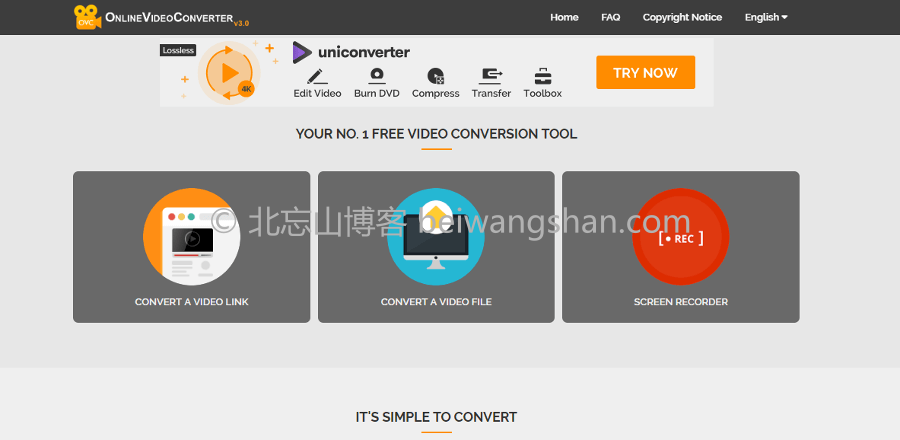 OVC OnlineVideoConverter v3.0 Home FAQ Copyright Notice English
Lossless
uniconverter
4K
Edit Video Burn DVD Compress Transfer Toolbox
TRY NOW
YOUR NO. 1 FREE VIDEO CONVERSION TOOL
© 北忘山博客 beiwangshan.com
REC
CONVERT A VIDEO LINK CONVERT A VIDEO FILE SCREEN RECORDER
IT'S SIMPLE TO CONVERT